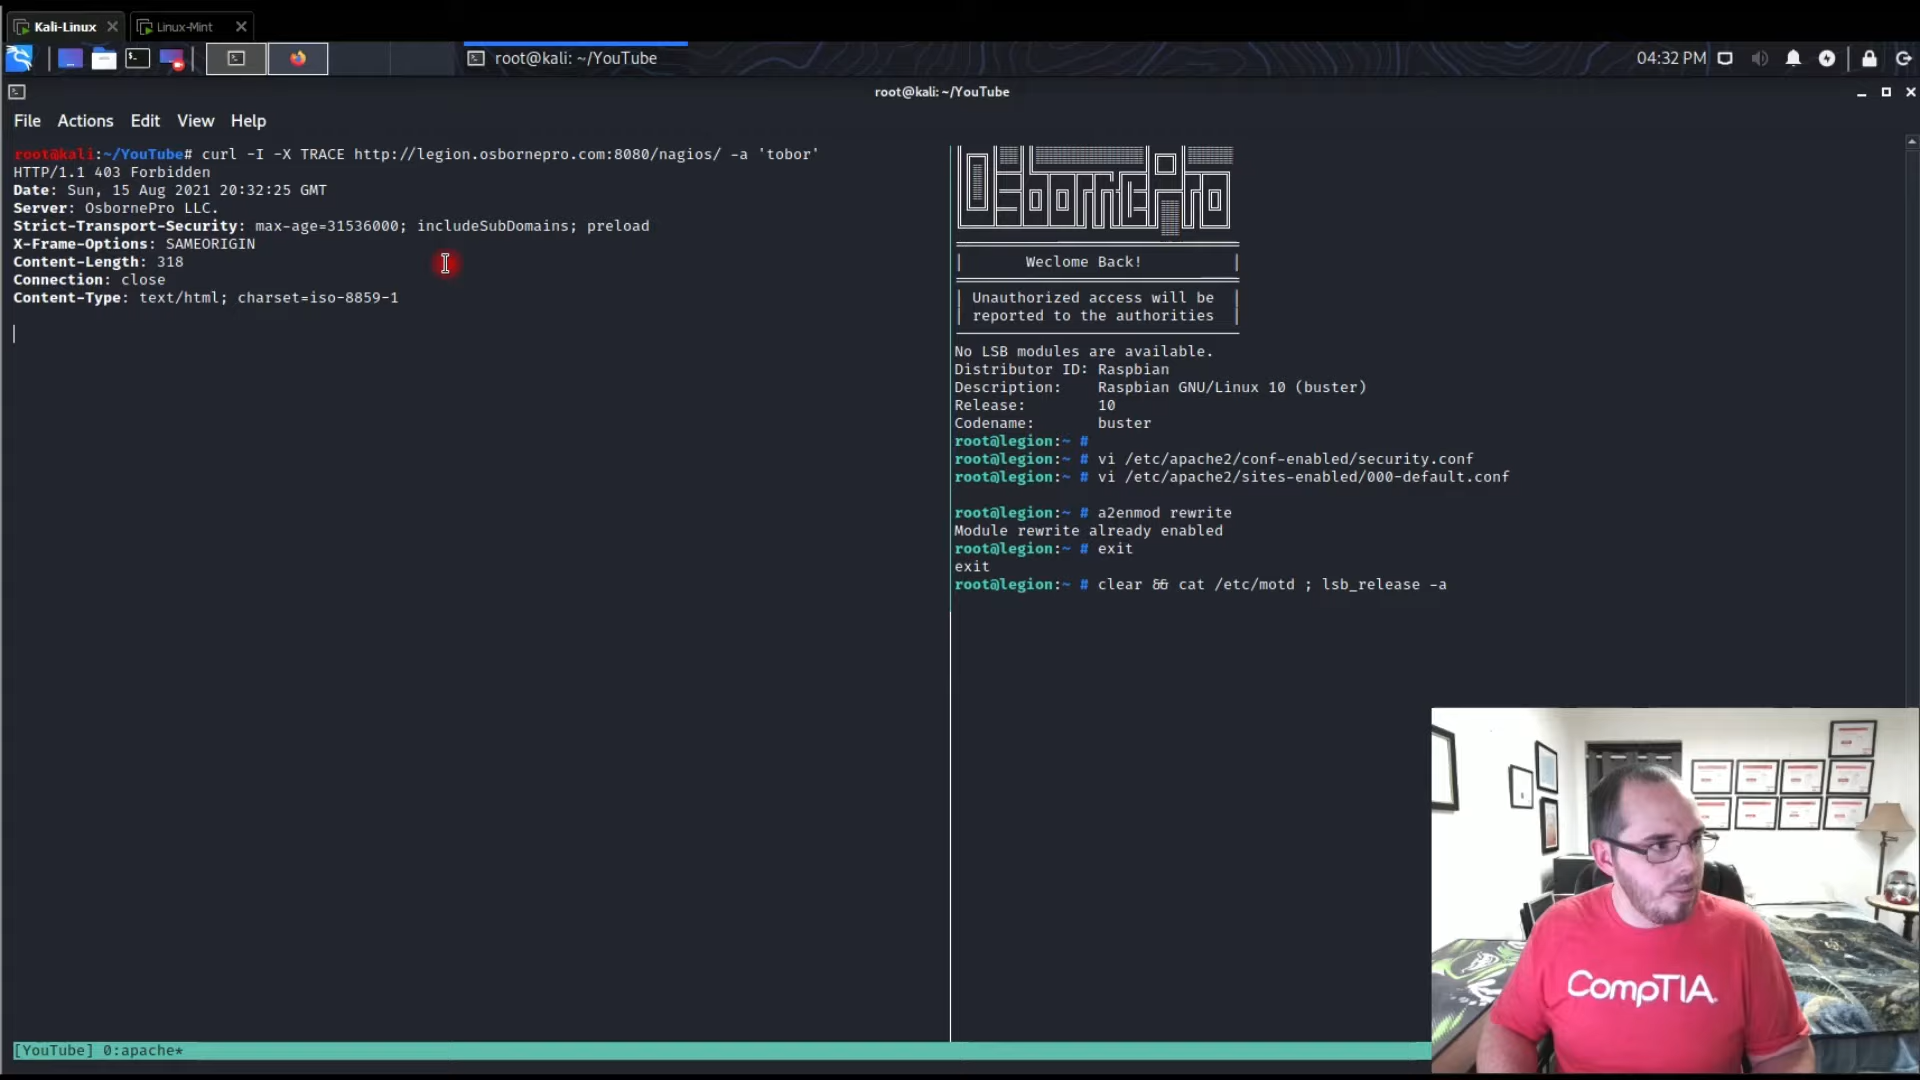 Kali-Linux
Linux-Mint
root@kali: ~/YouTube
04:32 PM
root@kali: ~/YouTube
File Actions Edit View Help
root@kali:~/YouTube# curl -I -X TRACE http://legion.osbornepro.com:8080/nagios/ -a 'tobor'
HTTP/1.1 403 Forbidden
Date: Sun, 15 Aug 2021 20:32:25 GMT
Server: OsbornePro LLC.
Strict-Transport-Security: max-age=31536000; includeSubDomains; preload
X-Frame-Options: SAMEORIGIN
Content-Length: 318
Connection: close
Content-Type: text/html; charset=iso-8859-1
OsbornePro
Weclome Back!
Unauthorized access will be
reported to the authorities
No LSB modules are available.
Distributor ID: Raspbian
Description: Raspbian GNU/Linux 10 (buster)
Release: 10
Codename: buster
root@legion:~ #
root@legion:~ # vi /etc/apache2/conf-enabled/security.conf
root@legion:~ # vi /etc/apache2/sites-enabled/000-default.conf
root@legion:~ # a2enmod rewrite
Module rewrite already enabled
root@legion:~ # exit
exit
root@legion:~ # clear && cat /etc/motd ; lsb_release -a
[YouTube] 0:apache*
CompTIA.